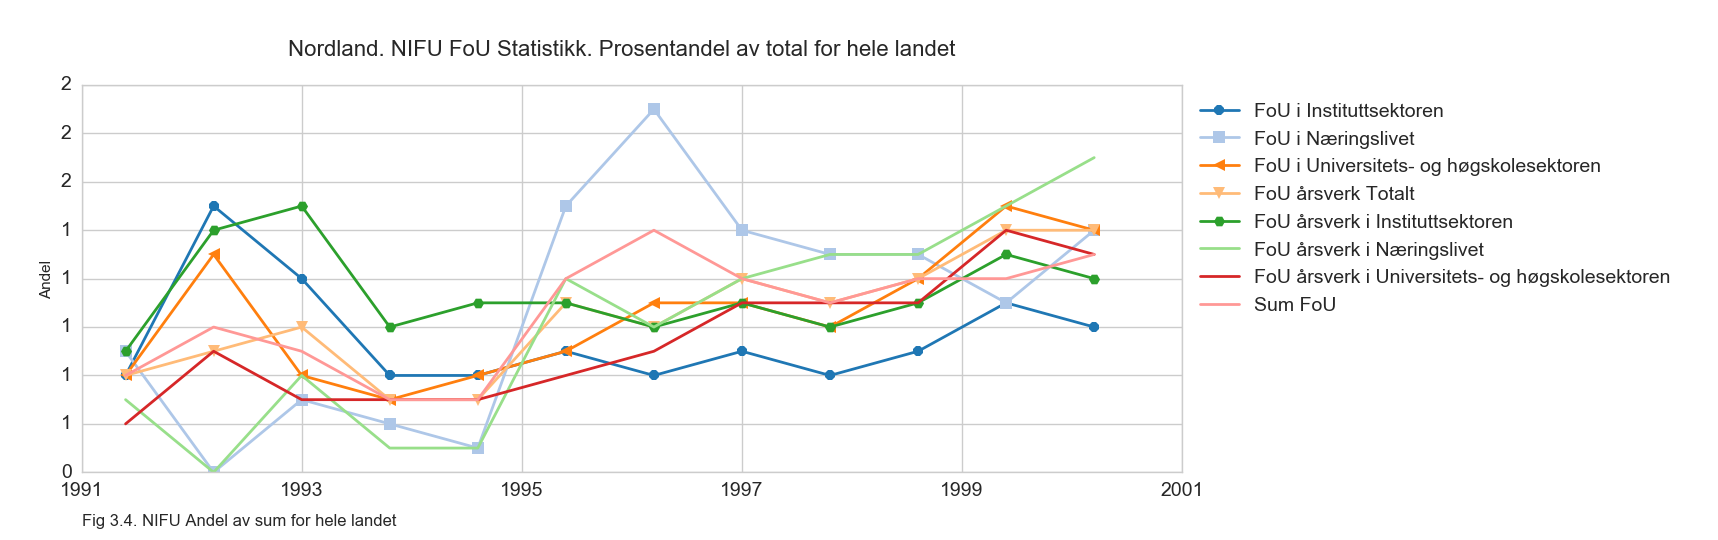 Nordland. NIFU FoU Statistikk. Prosentandel av total for hele landet
2
2
2
1
1
1
1
1
0
Andel
1991
1993
1995
1997
1999
2001
FoU i Instituttsektoren
FoU i Næringslivet
FoU i Universitets- og høgskolesektoren
FoU årsverk Totalt
FoU årsverk i Instituttsektoren
FoU årsverk i Næringslivet
FoU årsverk i Universitets- og høgskolesektoren
Sum FoU
Fig 3.4. NIFU Andel av sum for hele landet